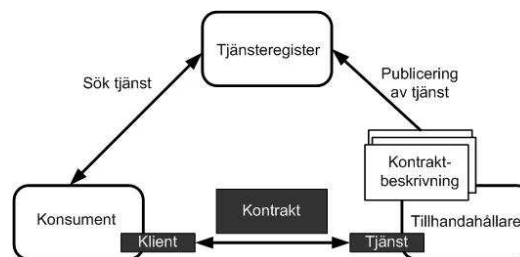 Tjänsteregister
Sök tjänst
Publicering
av tjänst
Kontrakt-
beskrivning
Konsument
Kontrakt
Tillhandahållare
Klient
Tjänst